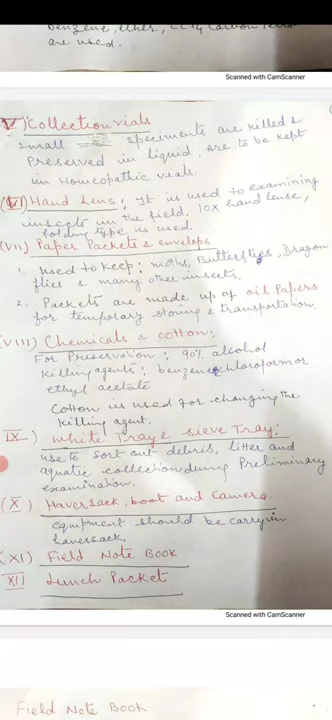 benzene, ether,
are used.
Scanned with CamScanner
V) Collection vials
small speciments are killed &
Preserved in liquid. Are to be kept
in Homeopathic vials.
(VI) Hand Lens: It is used to examining
insects in the field. 10x hand lense,
folding type is used.
(VII) Paper Packets & envelops
1. Used to keep: moths, Butterflies, Dragon
flies & many other insects.
2. Packets are made up of oil Papers
for temporary storing & transportation.
(VIII) Chemicals & cotton:
For Preservation: 90% alcohol
Killing agents: benzene chloroform or
ethyl acetate
Cotton is used for changing the
killing agent.
IX) White Tray & sieve Tray:
use to sort out debris, litter and
aquatic collection during Preliminary
examination.
(X) Haversack, boot and Camera.
equipment should be carry in
haversack.
(XI) Field Note Book
XII Lunch Packet
Scanned with CamScanner
Field Note Book